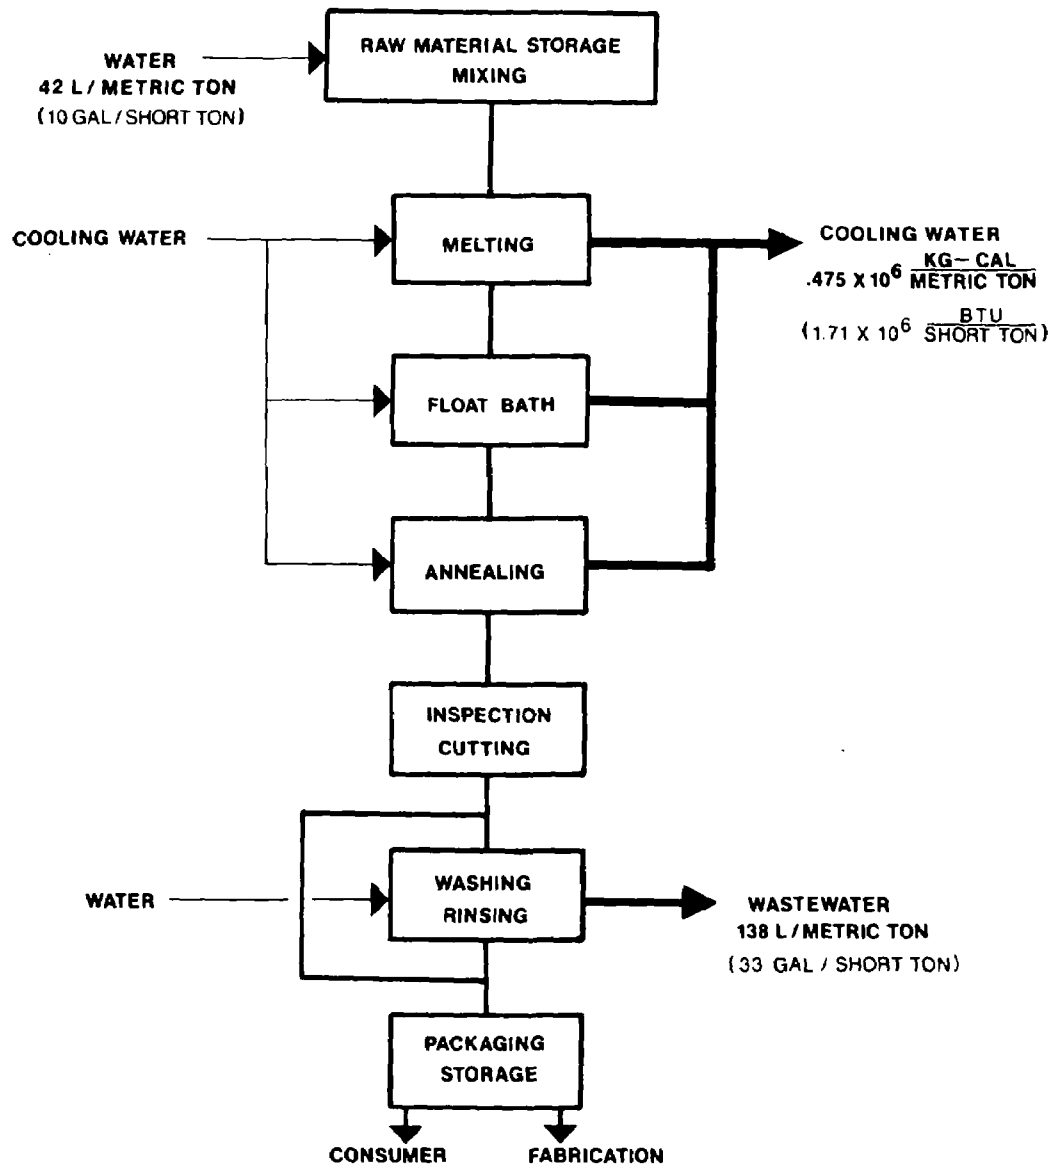 RAW MATERIAL STORAGE
MIXING
WATER
42 L / METRIC TON
(10 GAL / SHORT TON)
COOLING WATER
MELTING
COOLING WATER
.475 X 10⁶ KG-CAL
METRIC TON
(1.71 X 10⁶ BTU
SHORT TON)
FLOAT BATH
ANNEALING
INSPECTION
CUTTING
WATER
WASHING
RINSING
WASTEWATER
138 L / METRIC TON
(33 GAL / SHORT TON)
PACKAGING
STORAGE
CONSUMER
FABRICATION